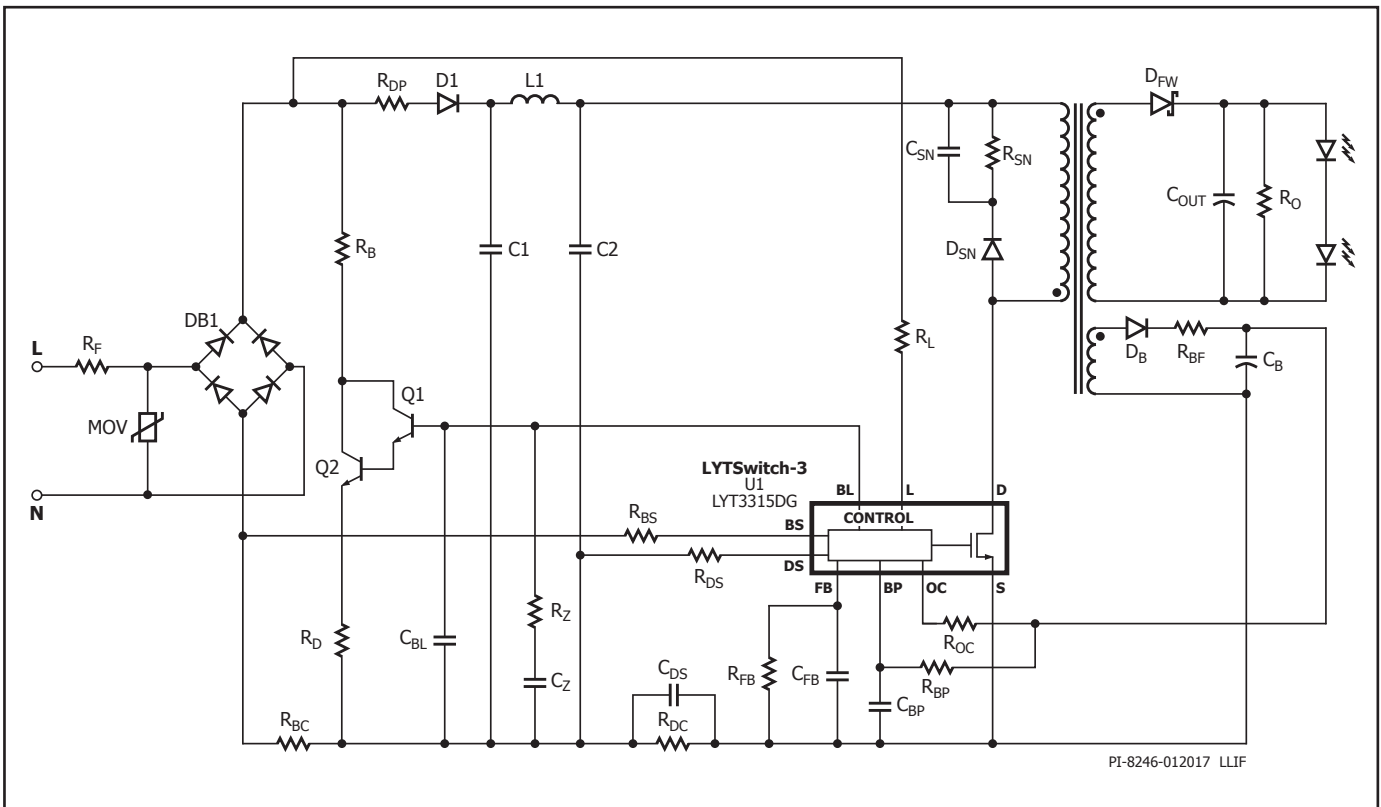 R_DP
D1
L1
D_FW
C_SN
R_SN
C_OUT
R_O
R_B
C1
C2
D_SN
DB1
L
R_F
R_L
D_B
R_BF
C_B
Q1
MOV
Q2
LYTSwitch-3
U1
LYT3315DG
BL
L
D
N
CONTROL
R_BS
BS
DS
R_DS
FB
BP
OC
S
R_Z
R_D
C_BL
R_OC
C_DS
R_FB
C_FB
R_BP
C_Z
C_BP
R_BC
R_DC
PI-8246-012017 LLIF